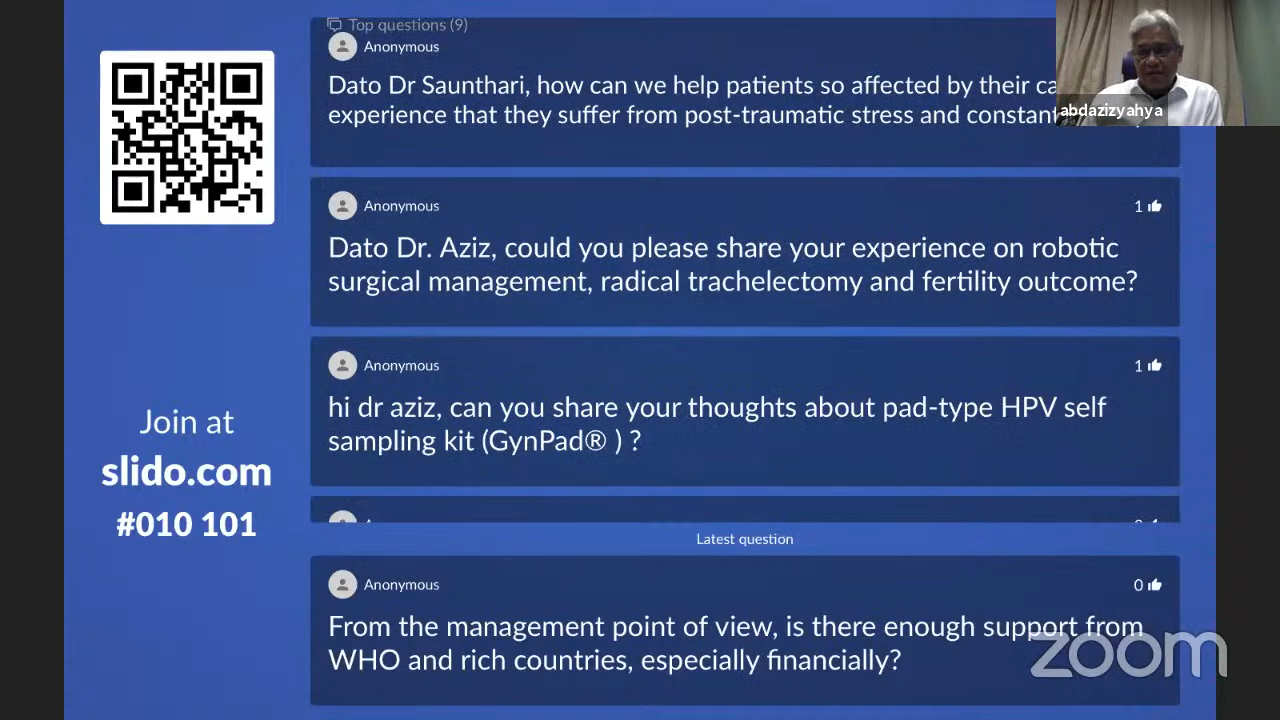 Top questions (9)
Anonymous
Dato Dr Saunthari, how can we help patients so affected by their ca
experience that they suffer from post-traumatic stress and constant
abdazizyahya
Anonymous
1
Dato Dr. Aziz, could you please share your experience on robotic
surgical management, radical trachelectomy and fertility outcome?
Anonymous
1
hi dr aziz, can you share your thoughts about pad-type HPV self
sampling kit (GynPad® ) ?
Join at
slido.com
#010 101
Latest question
Anonymous
0
From the management point of view, is there enough support from
WHO and rich countries, especially financially?
zoom